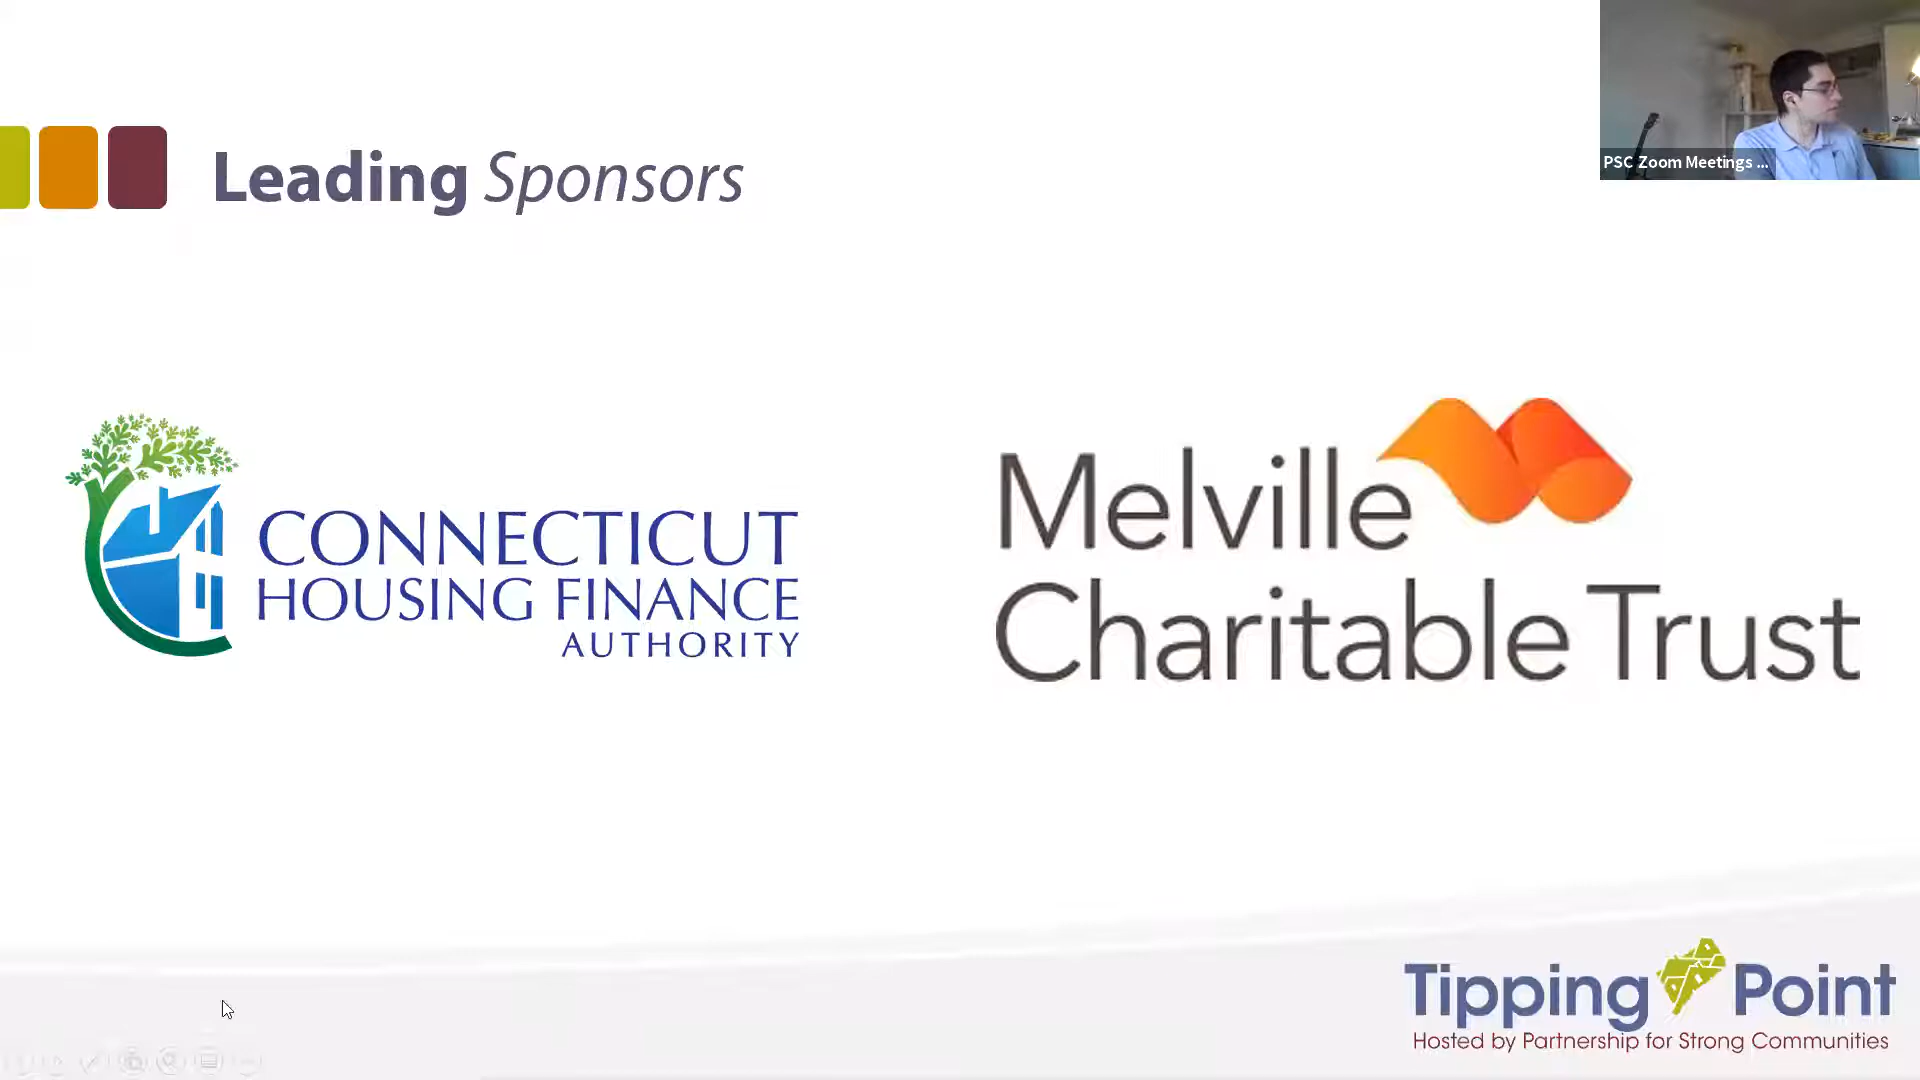 PSC Zoom Meetings ...
Leading Sponsors
CONNECTICUT
HOUSING FINANCE
AUTHORITY
Melville
Charitable Trust
Tipping Point
Hosted by Partnership for Strong Communities